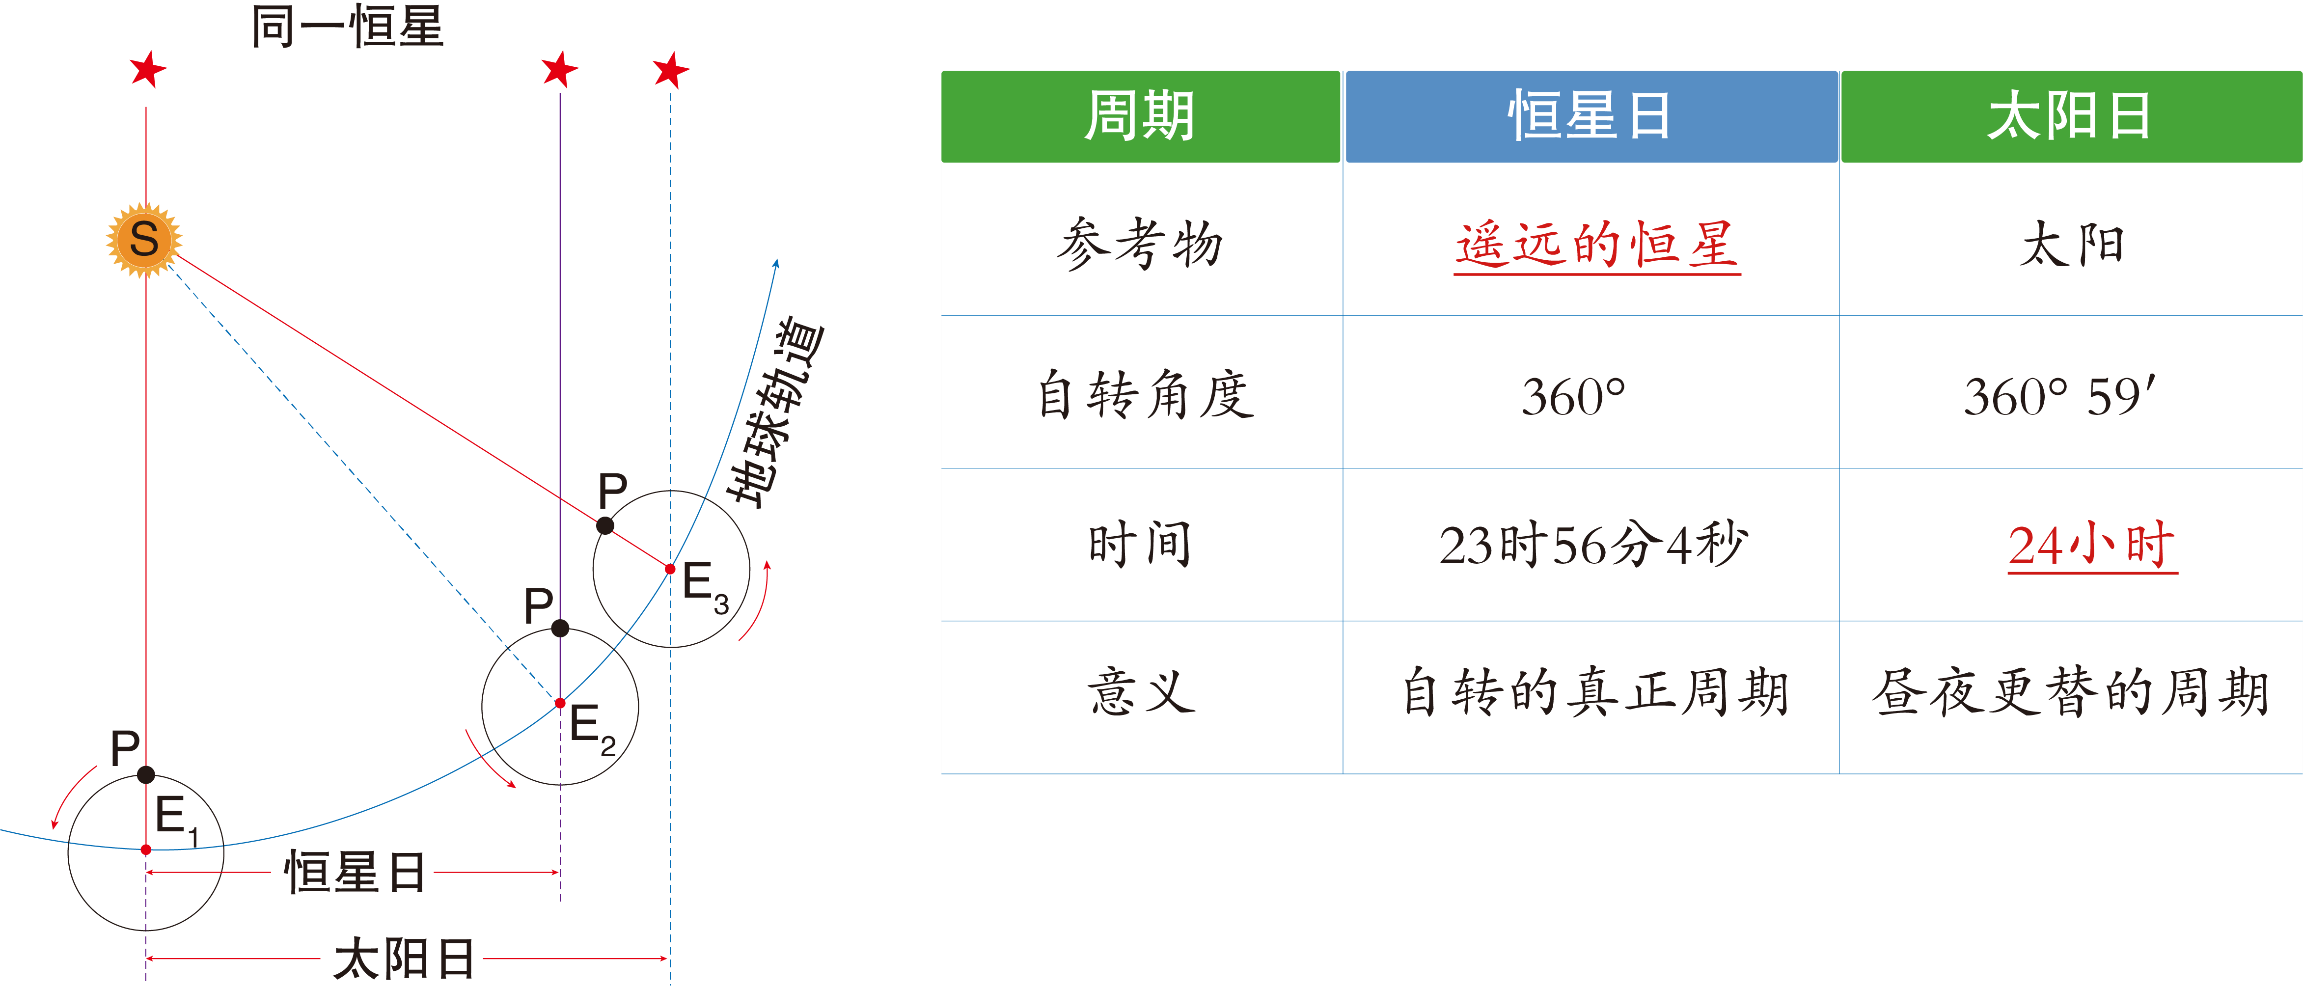 同一恒星
S
地球轨道
P
E3
P
E2
P
E1
恒星日
太阳日
周期 恒星日 太阳日
参考物 遥远的恒星 太阳
自转角度 360° 360° 59′
时间 23时56分4秒 24小时
意义 自转的真正周期 昼夜更替的周期